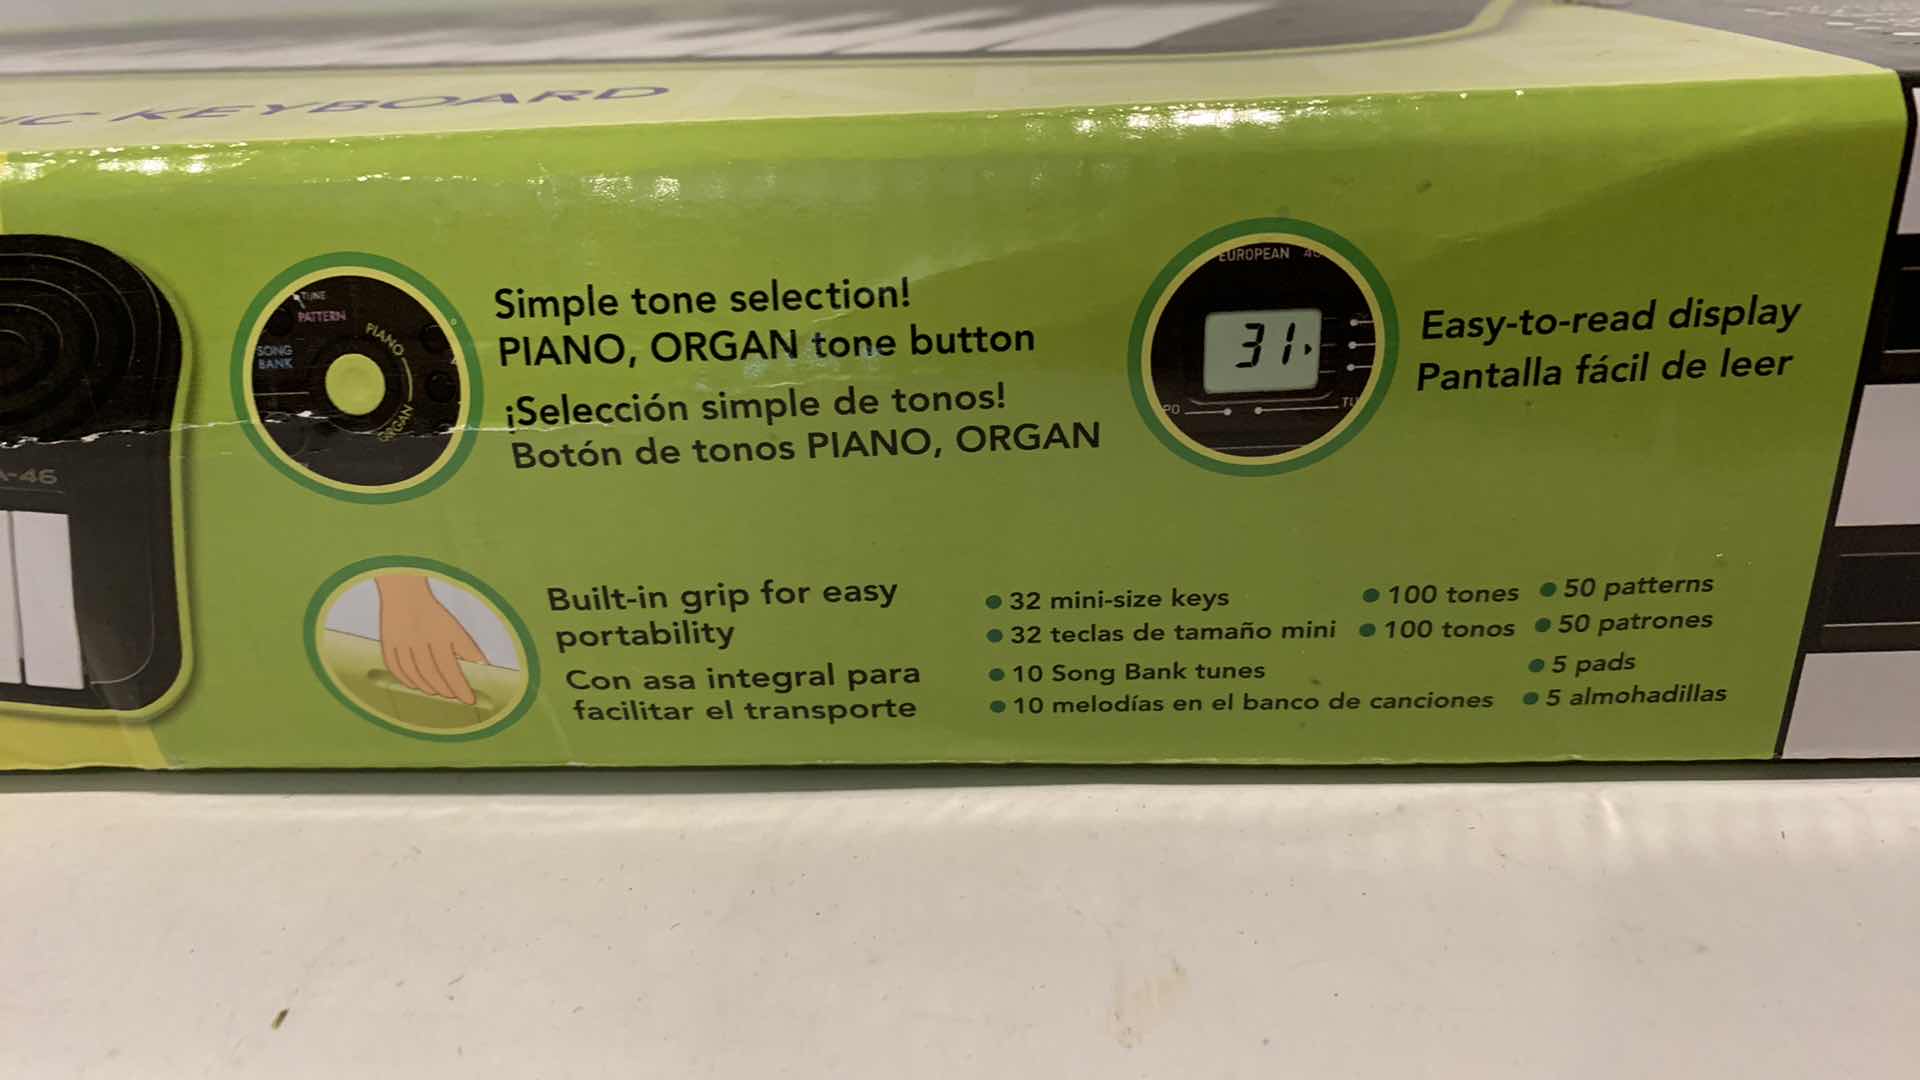 KEYBOARD
TUNE
PATTERN
SONG
BANK
PIANO
ORGAN
Simple tone selection!
PIANO, ORGAN tone button
¡Selección simple de tonos!
Botón de tonos PIANO, ORGAN
EUROPEAN
31
Easy-to-read display
Pantalla fácil de leer
-46
Built-in grip for easy
portability
Con asa integral para
facilitar el transporte
● 32 mini-size keys ● 100 tones ● 50 patterns
● 32 teclas de tamaño mini ● 100 tonos ● 50 patrones
● 10 Song Bank tunes ● 5 pads
● 10 melodías en el banco de canciones ● 5 almohadillas